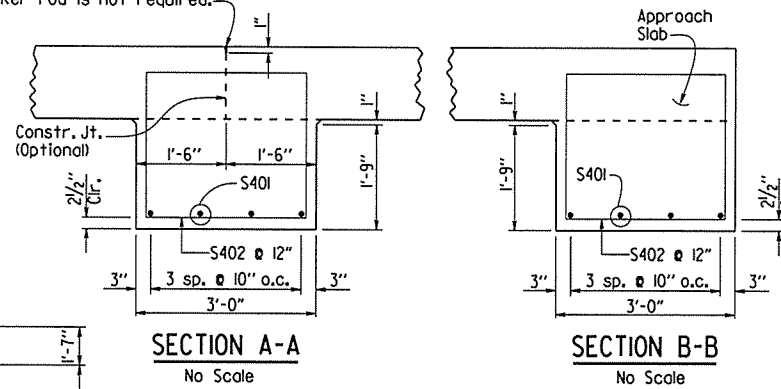 ker rod is not required.
1"
Constr. Jt.
(Optional)
1'-6"
1'-6"
1"
1'-9"
2½"
Clr.
S401
S402 @ 12"
3"
3 sp. @ 10" o.c.
3"
3'-0"
1'-7"
SECTION A-A
No Scale
Approach
Slab
1"
1'-9"
S401
2½"
S402 @ 12"
3"
3 sp. @ 10" o.c.
3"
3'-0"
SECTION B-B
No Scale